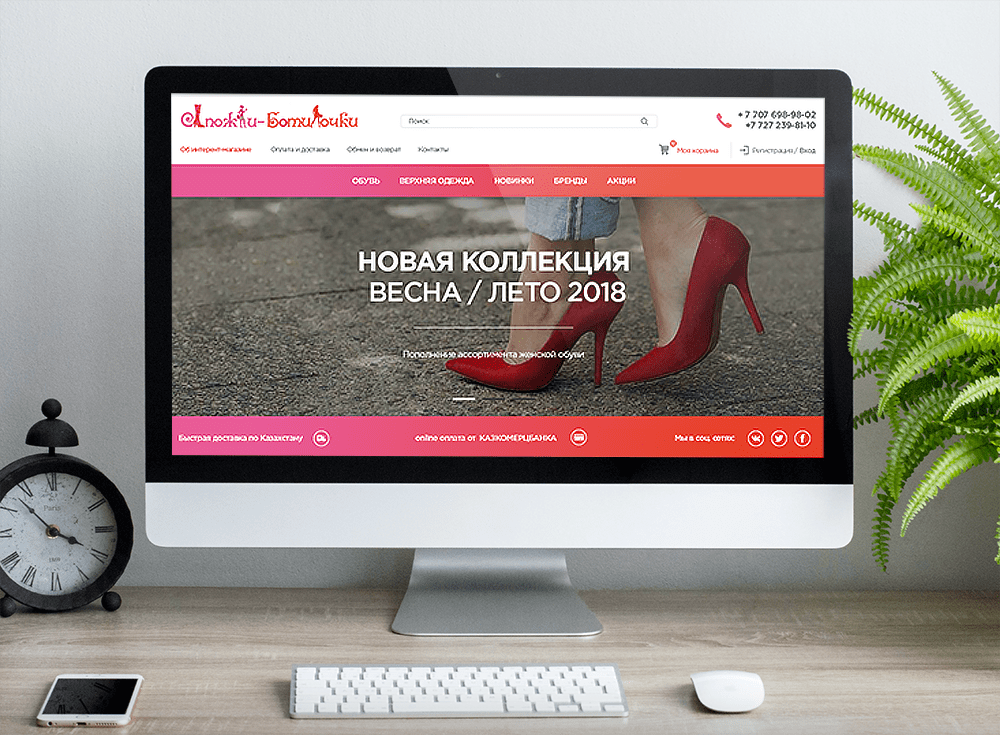 Сапожки-Ботиночки
Поиск
+ 7 707 698-98-02
+7 727 239-81-10
Об интерент-магазине Оплата и доставка Обмен и возврат Контакты
Моя корзина Регистрация / Вход
ОБУВЬ ВЕРХНЯЯ ОДЕЖДА НОВИНКИ БРЕНДЫ АКЦИИ
НОВАЯ КОЛЛЕКЦИЯ
ВЕСНА / ЛЕТО 2018
Пополнение ассортимента женской обуви
Быстрая доставка по Казахстану online оплата от КАЗКОМЕРЦБАНКА Мы в соц. сетях:
Paris